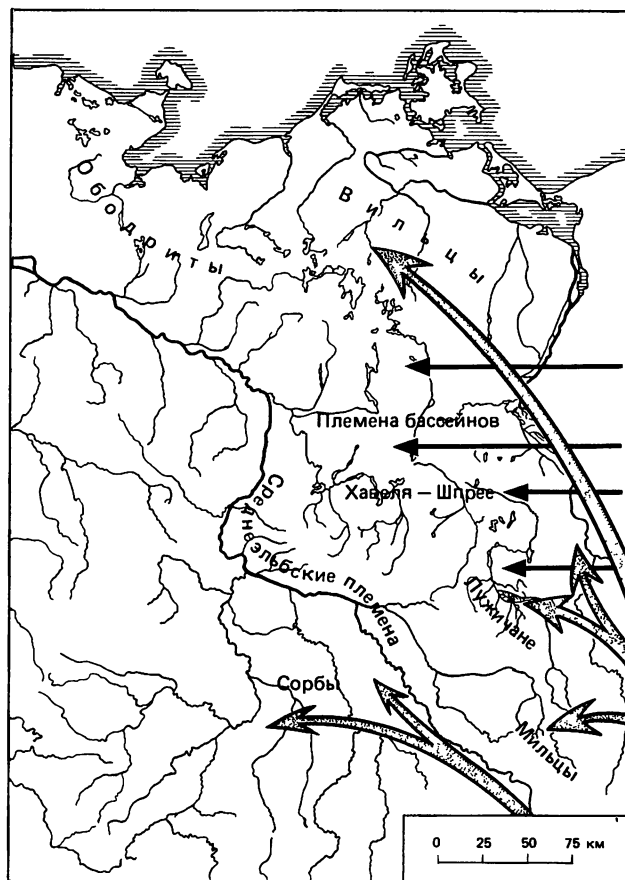 Ободриты
Вильцы
Племена бассейнов
Хавеля — Шпрее
Среднеэльбские племена
Лужичане
Сорбы
Мильцы
0 25 50 75 км